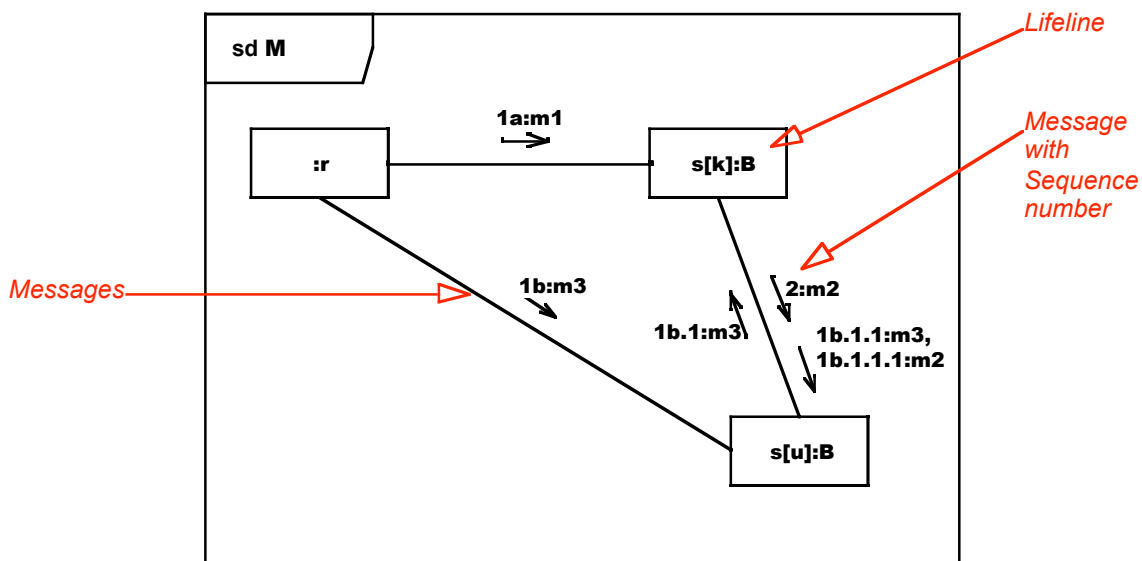 Lifeline
sd M
1a:m1
Message
with
Sequence
number
:r
s[k]:B
Messages
1b:m3
2:m2
1b.1:m3
1b.1.1:m3,
1b.1.1.1:m2
s[u]:B